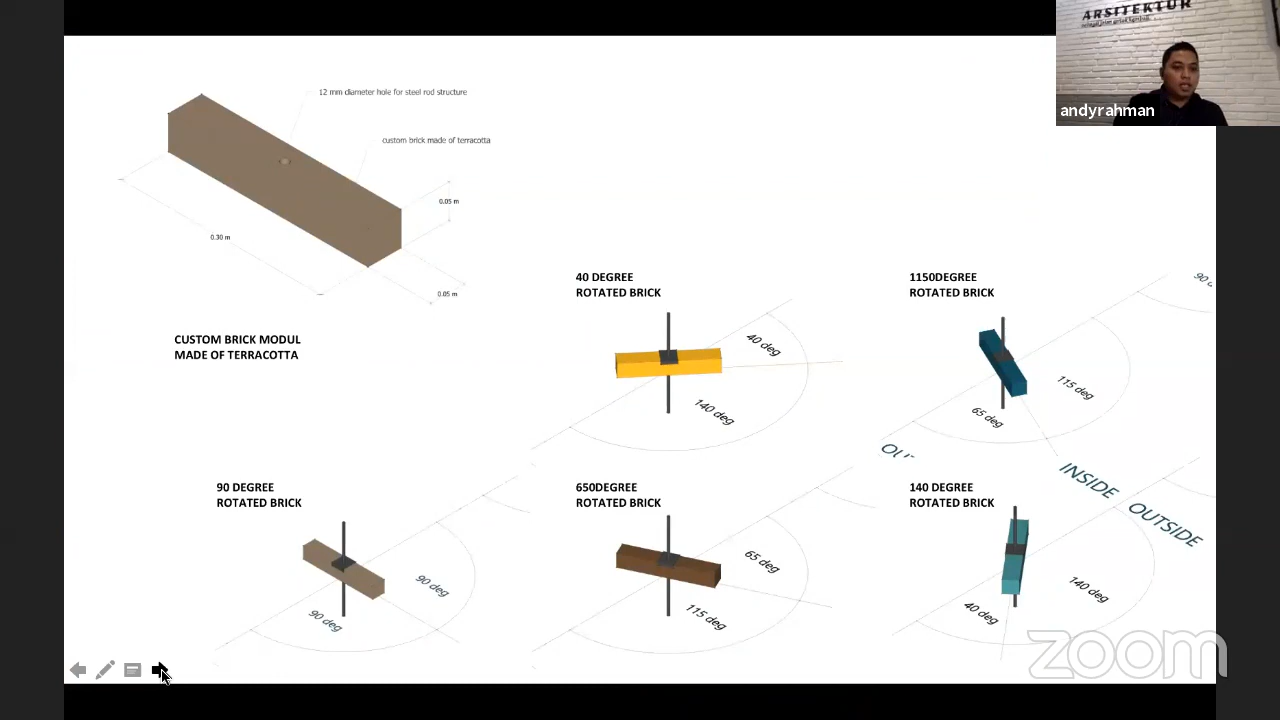 ARSITEKTUR
andyrahman
12 mm diameter hole for steel rod structure
custom brick made of terracotta
0.05 m
0.30 m
0.05 m
CUSTOM BRICK MODUL
MADE OF TERRACOTTA
40 DEGREE
ROTATED BRICK
40 deg
140 deg
1150DEGREE
ROTATED BRICK
115 deg
65 deg
INSIDE
OUTSIDE
90 DEGREE
ROTATED BRICK
90 deg
90 deg
650DEGREE
ROTATED BRICK
65 deg
115 deg
140 DEGREE
ROTATED BRICK
140 deg
40 deg
zoom